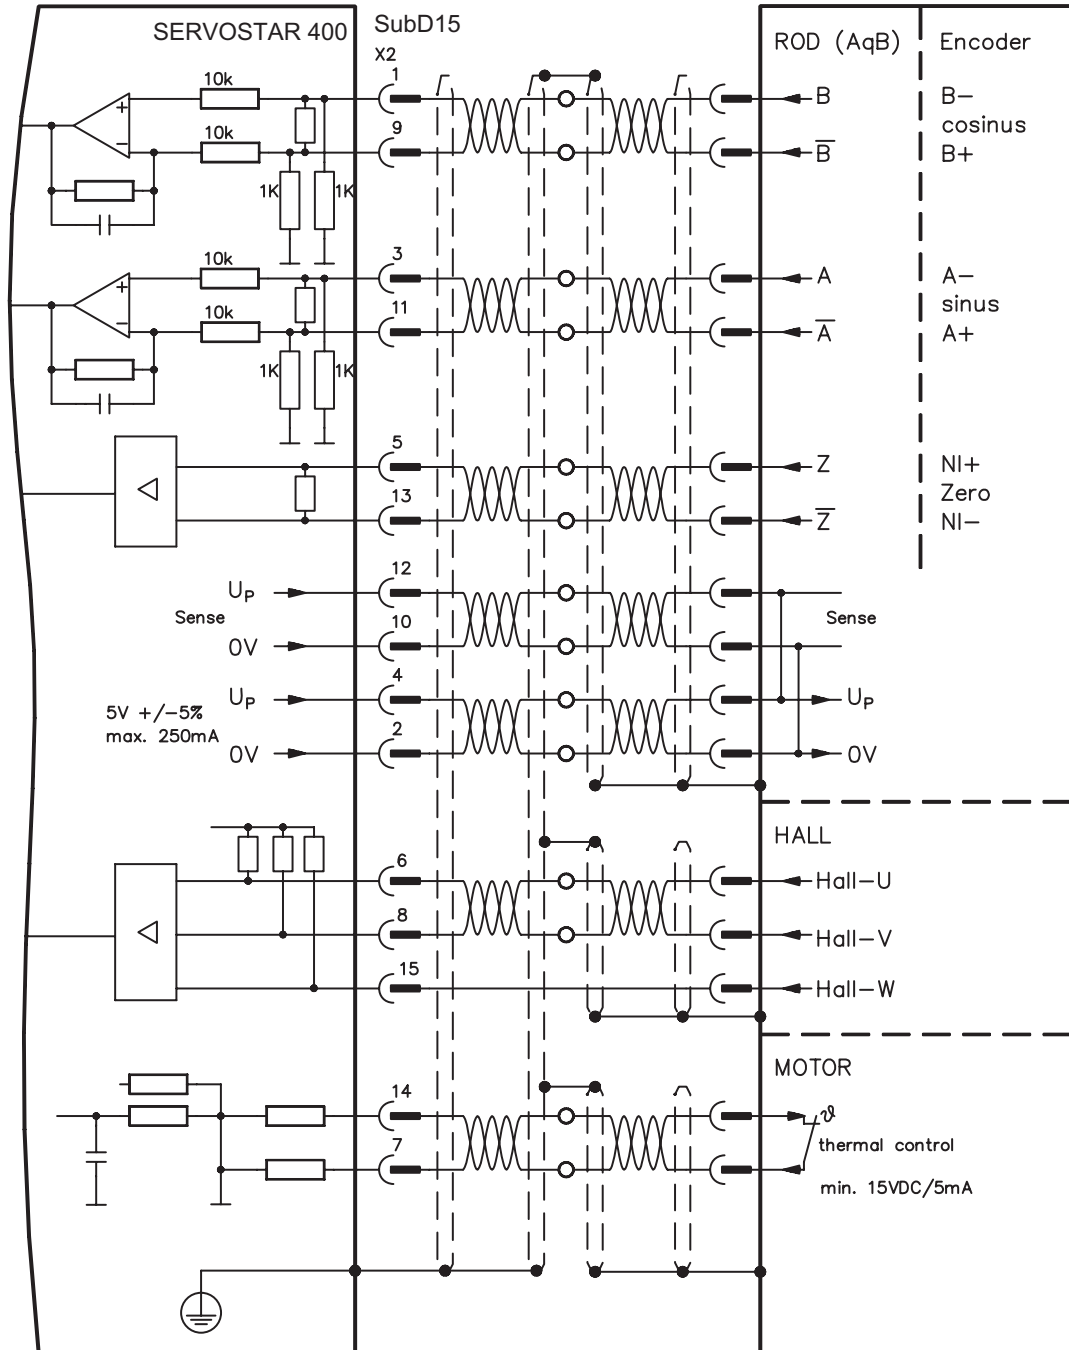 SERVOSTAR 400
SubD15
X2
ROD (AqB)
Encoder
10k
1
B
B-
cosinus
10k
9
B̅
B+
1K
1K
10k
3
A
A-
sinus
10k
11
A̅
A+
1K
1K
5
Z
NI+
Zero
13
Z̅
NI-
UP
12
Sense
Sense
0V
10
UP
4
UP
5V +/-5%
max. 250mA
0V
2
0V
HALL
6
Hall-U
8
Hall-V
15
Hall-W
MOTOR
14
ϑ
thermal control
7
min. 15VDC/5mA